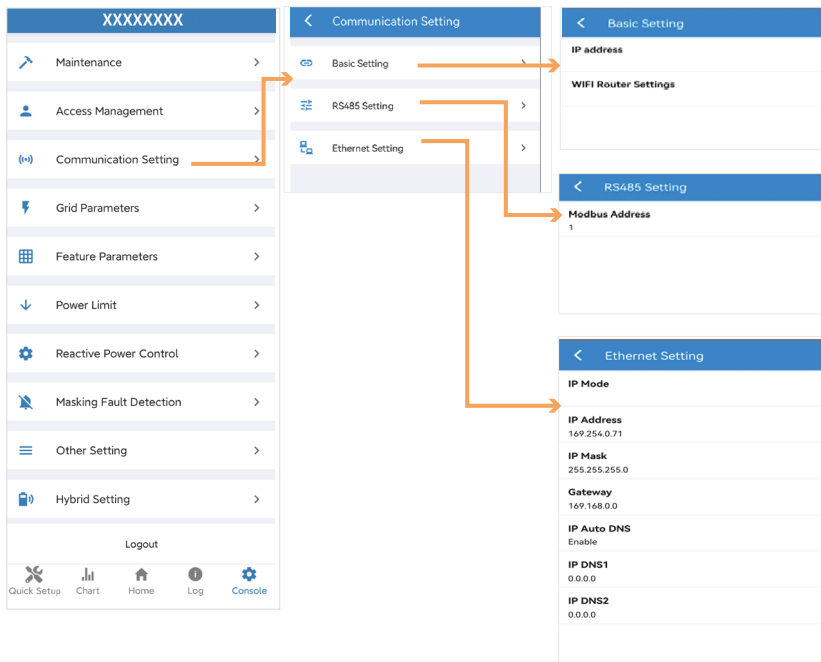 XXXXXXXX
Maintenance
Access Management
Communication Setting
Grid Parameters
Feature Parameters
Power Limit
Reactive Power Control
Masking Fault Detection
Other Setting
Hybrid Setting
Logout
Quick Setup
Chart
Home
Log
Console
Communication Setting
Basic Setting
RS485 Setting
Ethernet Setting
Basic Setting
IP address
WIFI Router Settings
RS485 Setting
Modbus Address
1
Ethernet Setting
IP Mode
IP Address
169.254.0.71
IP Mask
255.255.255.0
Gateway
169.168.0.0
IP Auto DNS
Enable
IP DNS1
0.0.0.0
IP DNS2
0.0.0.0